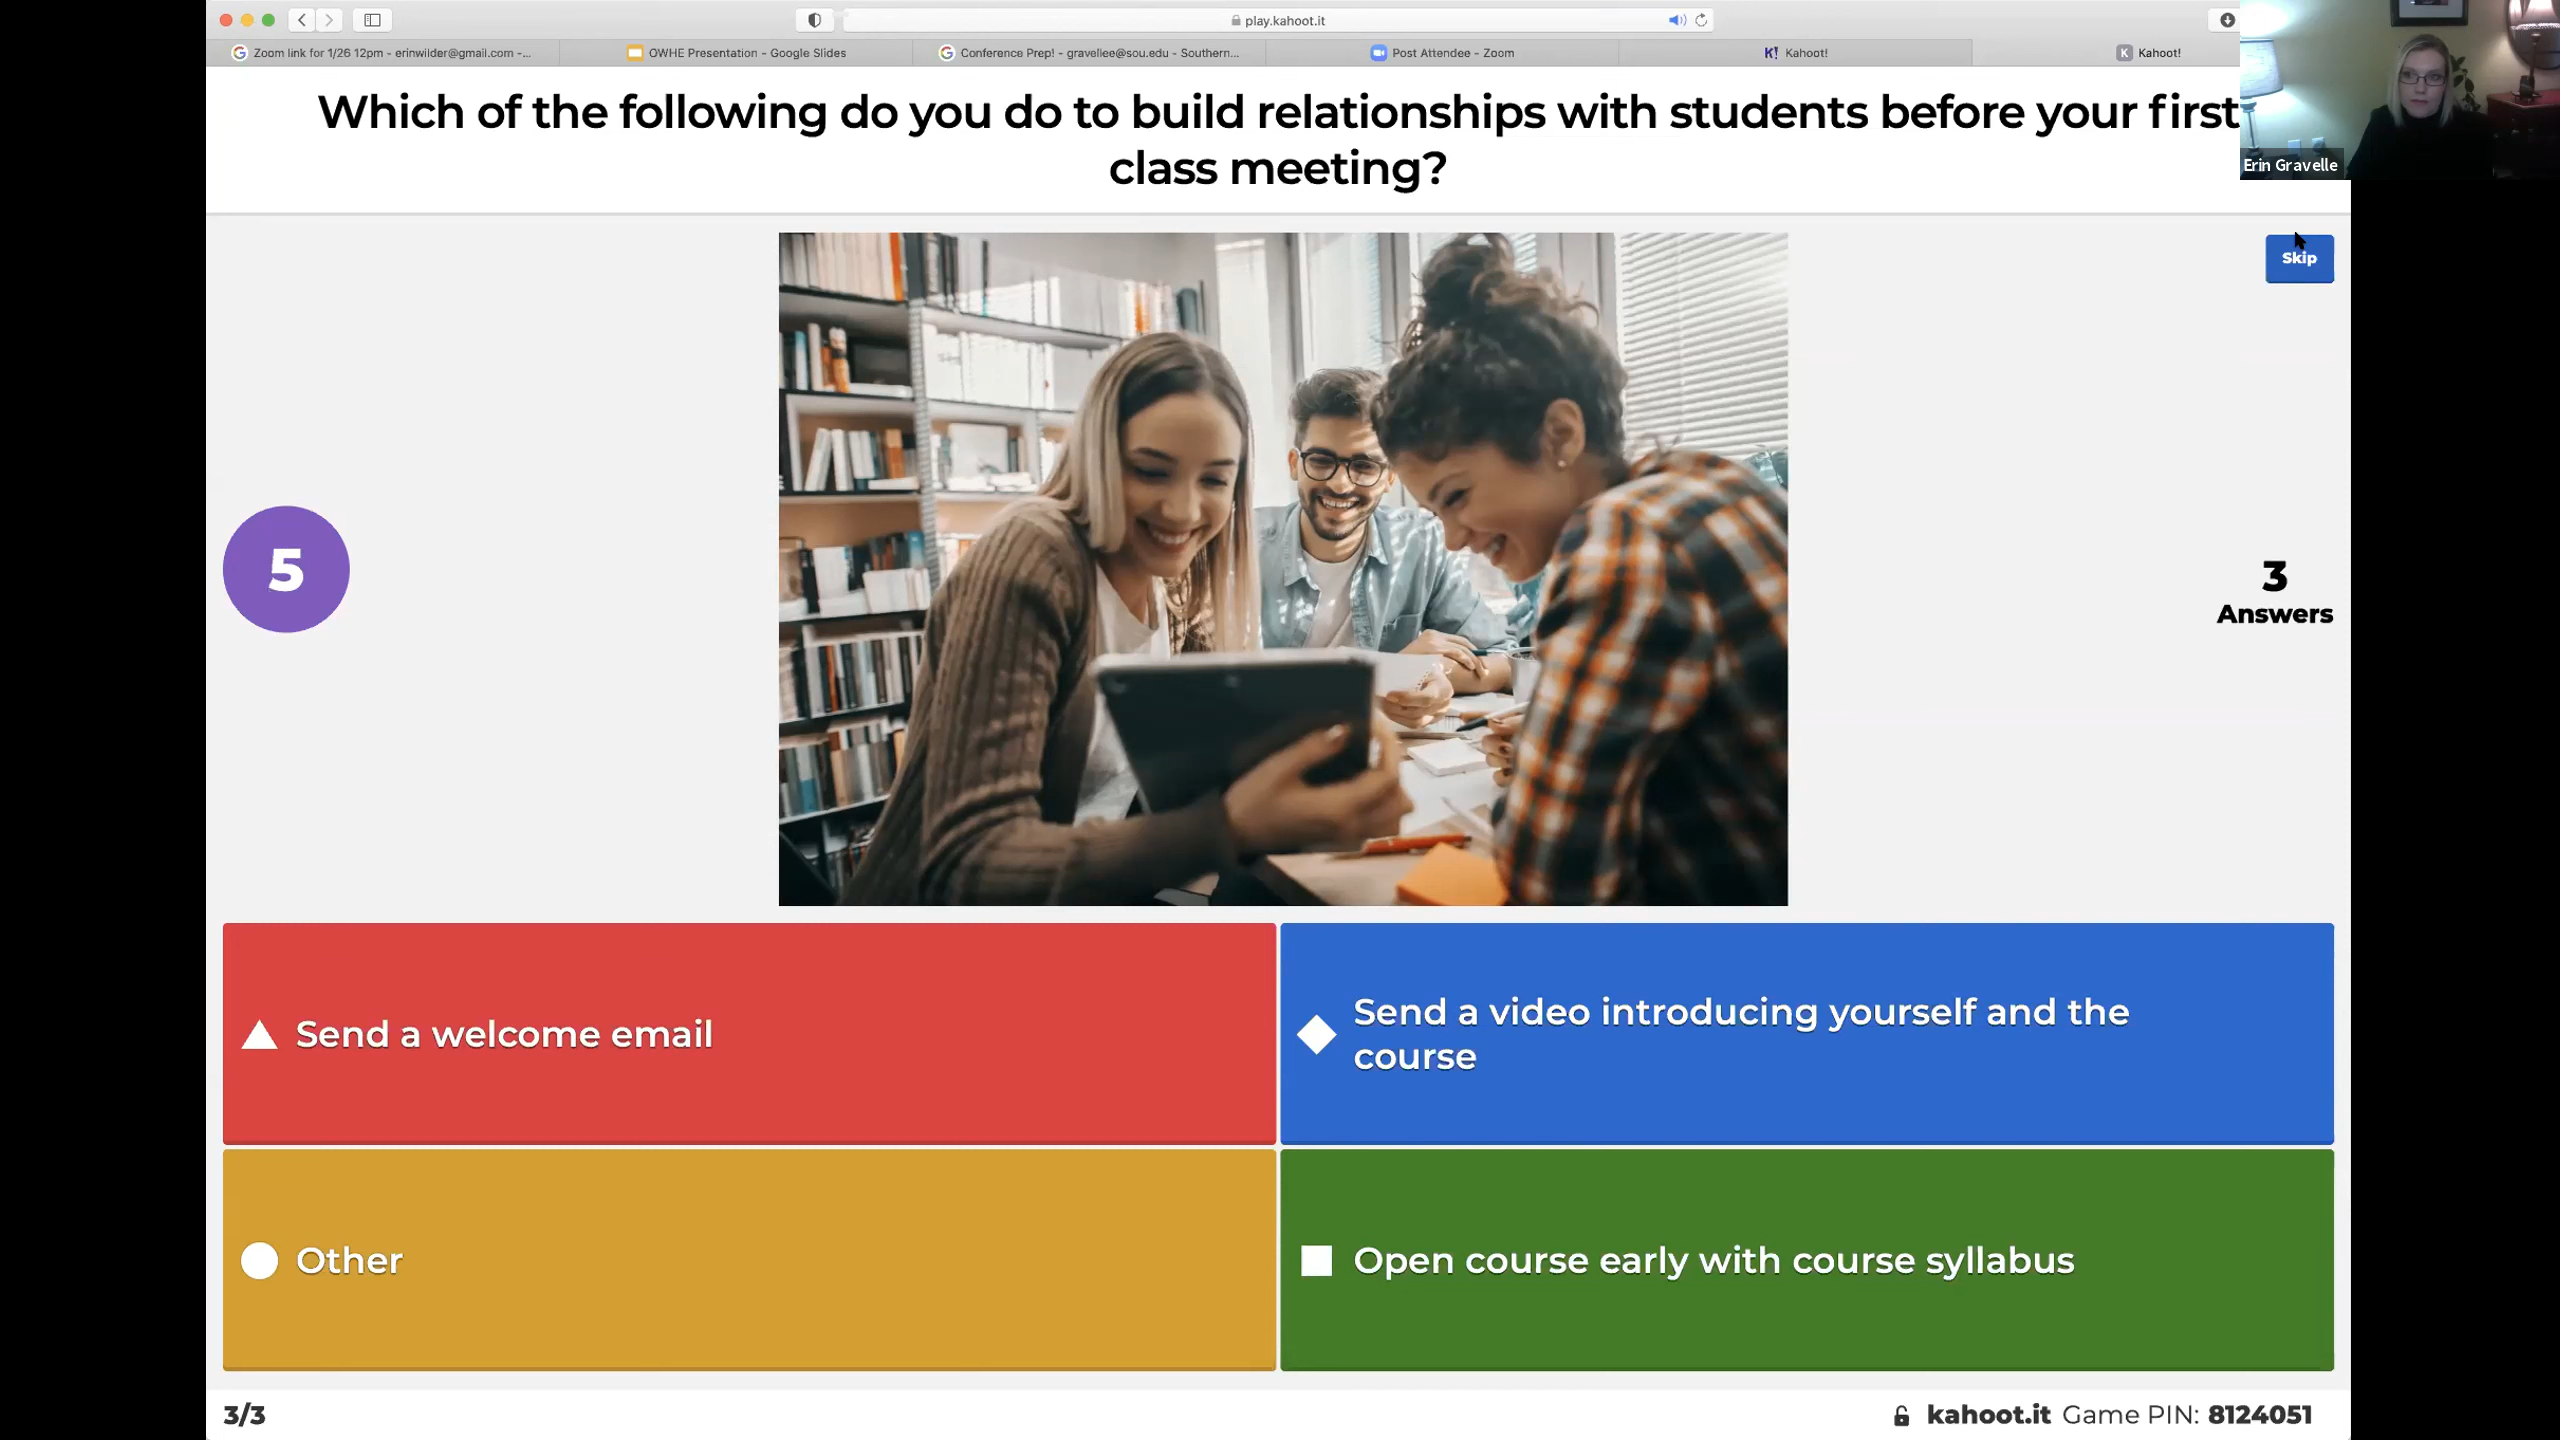 play.kahoot.it
Zoom link for 1/26 12pm - erinwilder@gmail.com -...
OWHE Presentation - Google Slides
Conference Prep! - graveliee@sou.edu - Southern...
Post Attendee - Zoom
K! Kahoot!
K Kahoot!
Which of the following do you do to build relationships with students before your first
class meeting?
Erin Gravelle
Skip
5
3
Answers
Send a welcome email
Send a video introducing yourself and the
course
Other
Open course early with course syllabus
3/3
kahoot.it Game PIN: 8124051